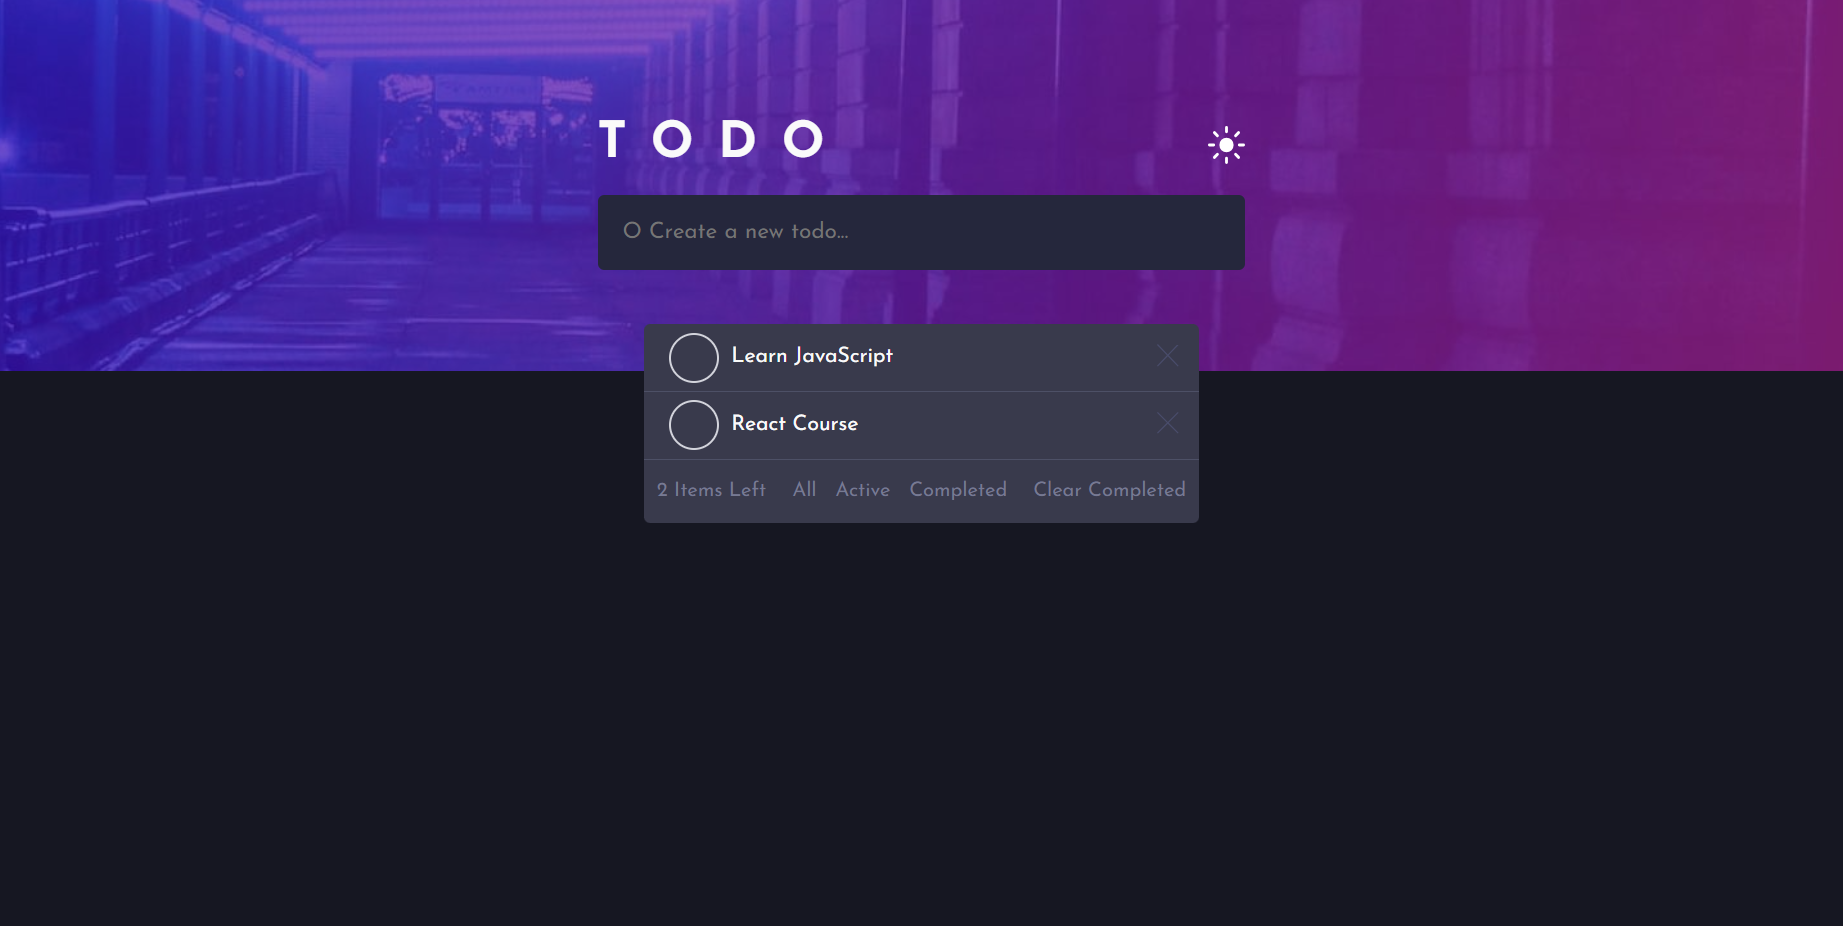 TODO
O Create a new todo...
Learn JavaScript
React Course
2 Items Left All Active Completed Clear Completed